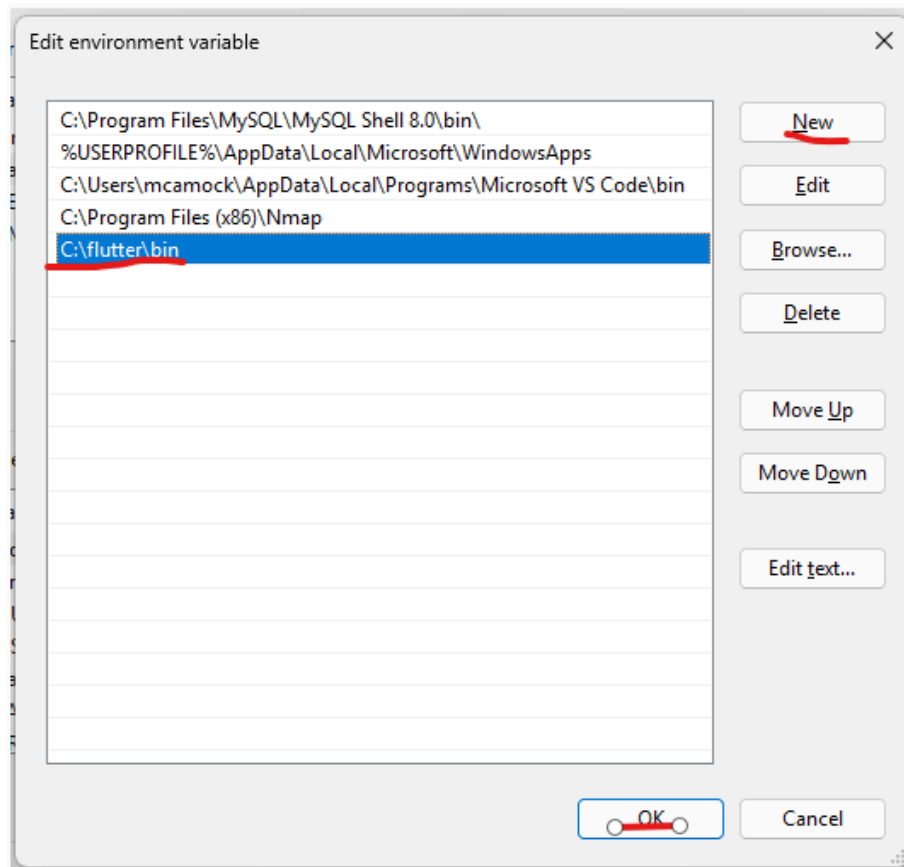 Edit environment variable
C:\Program Files\MySQL\MySQL Shell 8.0\bin\
%USERPROFILE%\AppData\Local\Microsoft\WindowsApps
C:\Users\mcamock\AppData\Local\Programs\Microsoft VS Code\bin
C:\Program Files (x86)\Nmap
C:\flutter\bin
New
Edit
Browse...
Delete
Move Up
Move Down
Edit text...
OK
Cancel